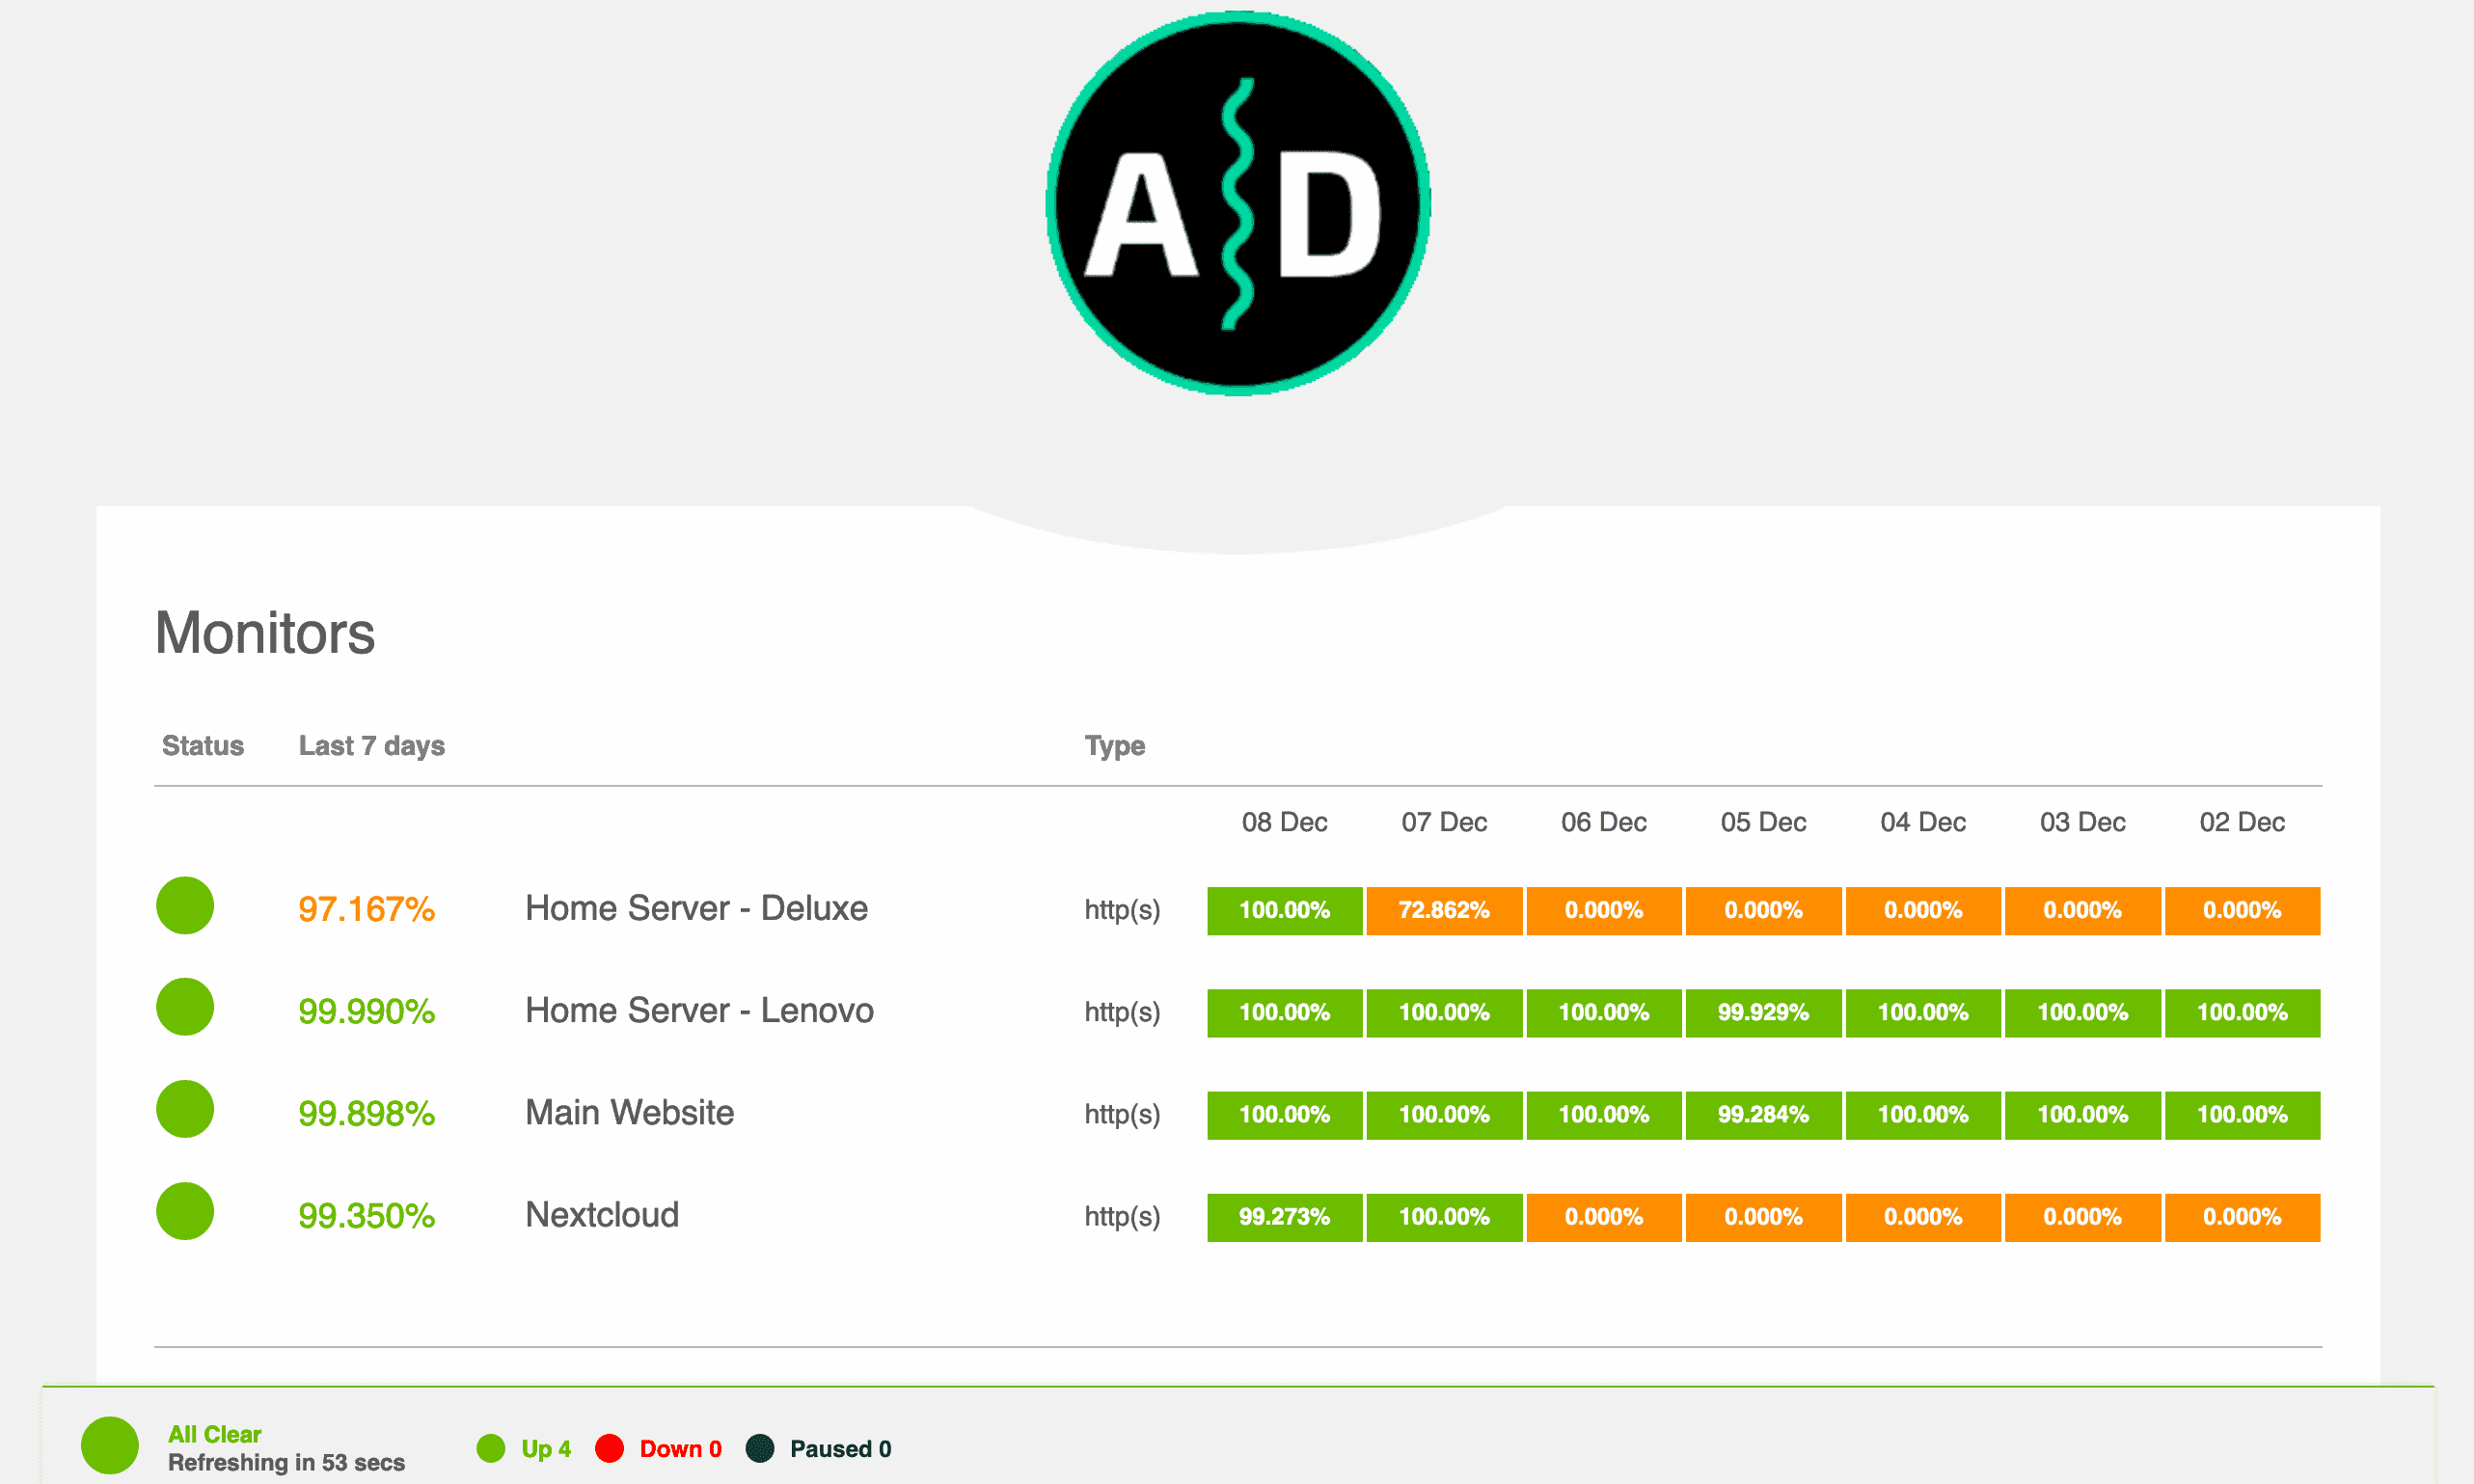 A D
Monitors
Status Last 7 days Type
08 Dec 07 Dec 06 Dec 05 Dec 04 Dec 03 Dec 02 Dec
97.167% Home Server - Deluxe http(s) 100.00% 72.862% 0.000% 0.000% 0.000% 0.000% 0.000%
99.990% Home Server - Lenovo http(s) 100.00% 100.00% 100.00% 99.929% 100.00% 100.00% 100.00%
99.898% Main Website http(s) 100.00% 100.00% 100.00% 99.284% 100.00% 100.00% 100.00%
99.350% Nextcloud http(s) 99.273% 100.00% 0.000% 0.000% 0.000% 0.000% 0.000%
All Clear
Refreshing in 53 secs
Up 4 Down 0 Paused 0